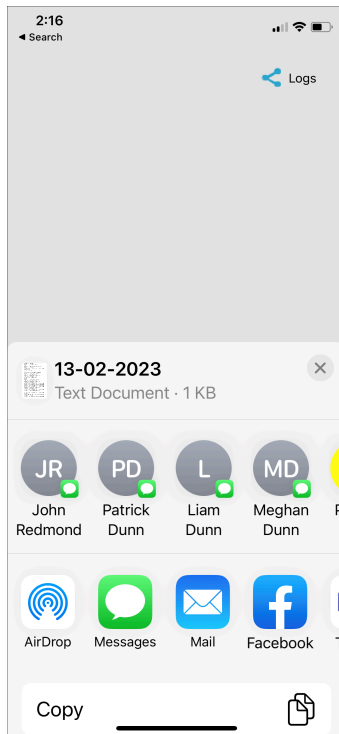 2:16
◀ Search
Logs
13-02-2023
Text Document · 1 KB
JR PD L MD
John Patrick Liam Meghan
Redmond Dunn Dunn Dunn
AirDrop Messages Mail Facebook
Copy